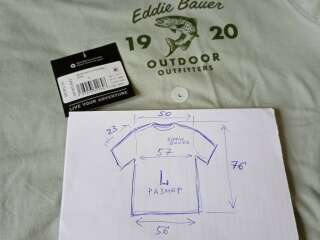 Eddie Bauer
19 20
OUTDOOR
OUTFITTERS
LIVE YOUR ADVENTURE
L
50
23
Eddie
Bauer
57
76
L
РАЗМЕР
56